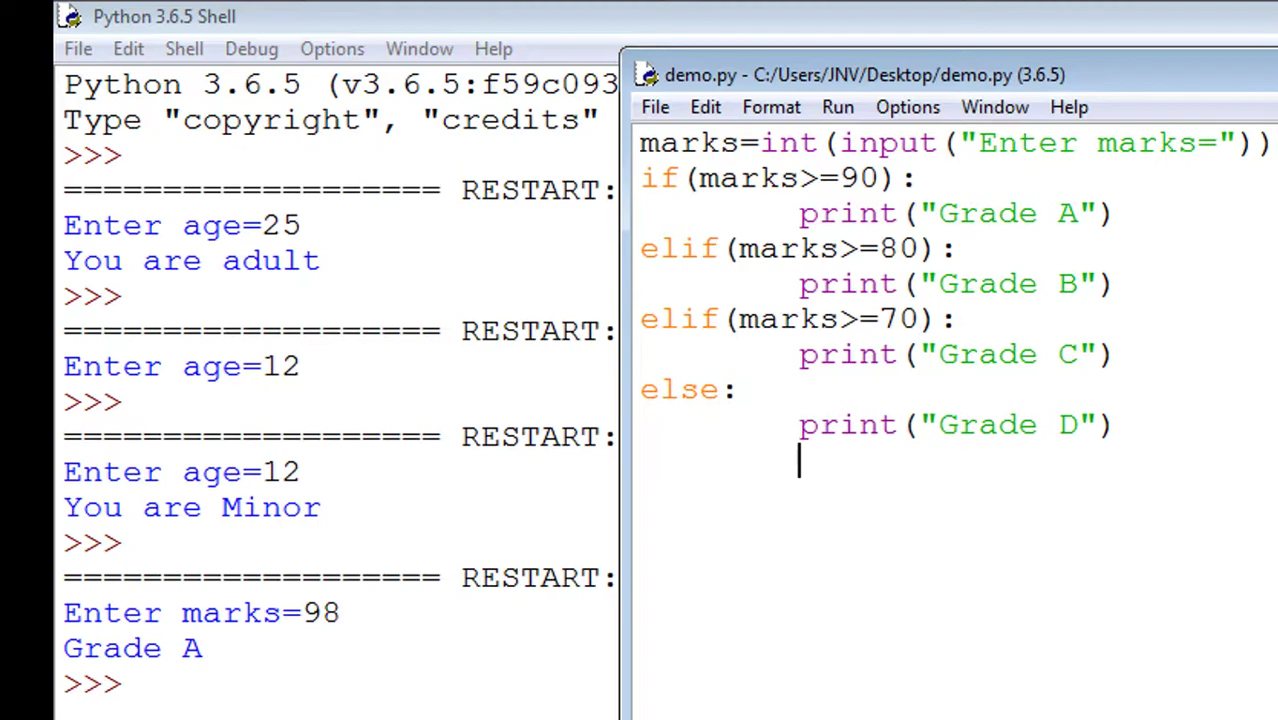 Python 3.6.5 Shell
File Edit Shell Debug Options Window Help
Python 3.6.5 (v3.6.5:f59c093
Type "copyright", "credits"
>>>
=================== RESTART:
Enter age=25
You are adult
>>>
=================== RESTART:
Enter age=12
>>>
=================== RESTART:
Enter age=12
You are Minor
>>>
=================== RESTART:
Enter marks=98
Grade A
>>>
demo.py - C:/Users/JNV/Desktop/demo.py (3.6.5)
File Edit Format Run Options Window Help
marks=int(input("Enter marks="))
if(marks>=90):
        print("Grade A")
elif(marks>=80):
        print("Grade B")
elif(marks>=70):
        print("Grade C")
else:
        print("Grade D")